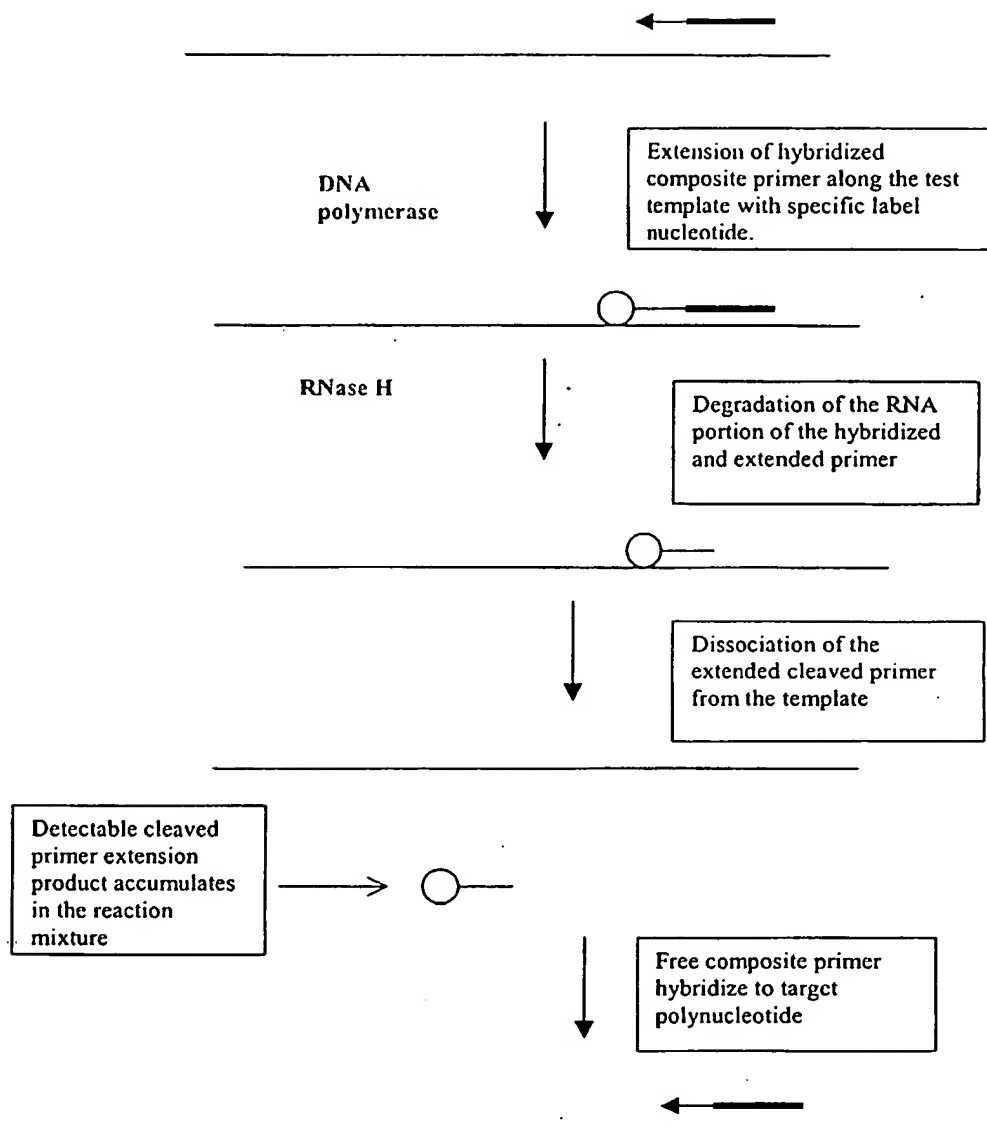 Extension of hybridized
composite primer along the test
template with specific label
nucleotide.
DNA
polymerase
RNase H
Degradation of the RNA
portion of the hybridized
and extended primer
Dissociation of the
extended cleaved primer
from the template
Detectable cleaved
primer extension
product accumulates
in the reaction
mixture
Free composite primer
hybridize to target
polynucleotide